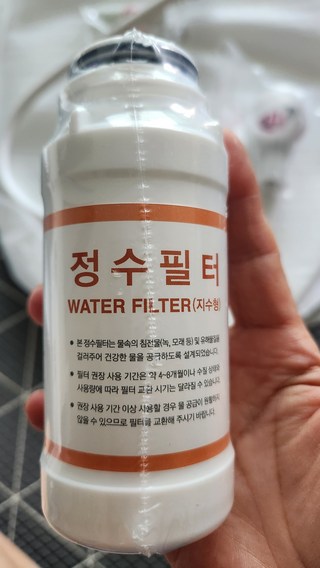 정수필터
WATER FILTER(지수형)
• 본 정수필터는 물속의 침전물(녹, 모래 등) 및 유해물질을
걸러주어 건강한 물을 공급하도록 설계되었습니다.
• 필터 권장 사용 기간은 약 4~6개월이나 수질 상태와
사용량에 따라 필터 교환 시기는 달라질 수 있습니다.
• 권장 사용 기간 이상 사용할 경우 물 공급이 원활하지
않을 수 있으므로 필터를 교환해 주시기 바랍니다.